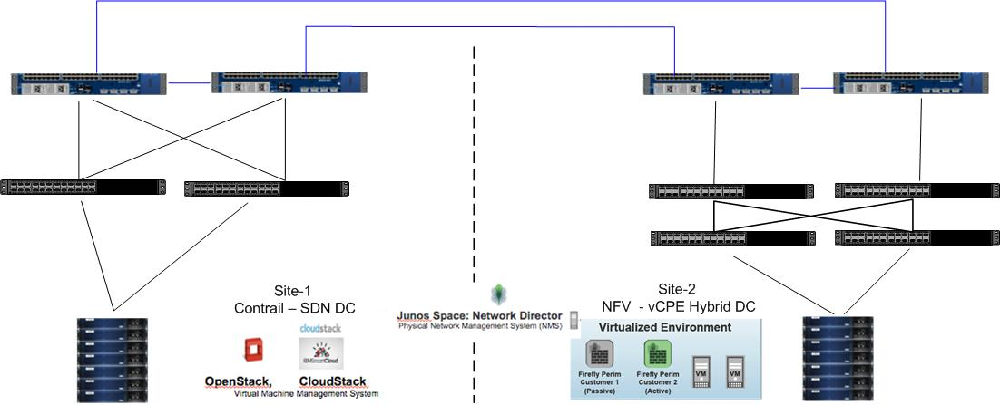 Site-1
Contrail – SDN DC
cloudstack
IBMSmartCloud
OpenStack,
CloudStack
Virtual Machine Management System
Junos Space: Network Director
Physical Network Management System (NMS)
Site-2
NFV - vCPE Hybrid DC
Virtualized Environment
Firefly Perim
Customer 1
(Passive)
Firefly Perim
Customer 2
(Active)
VM
VM